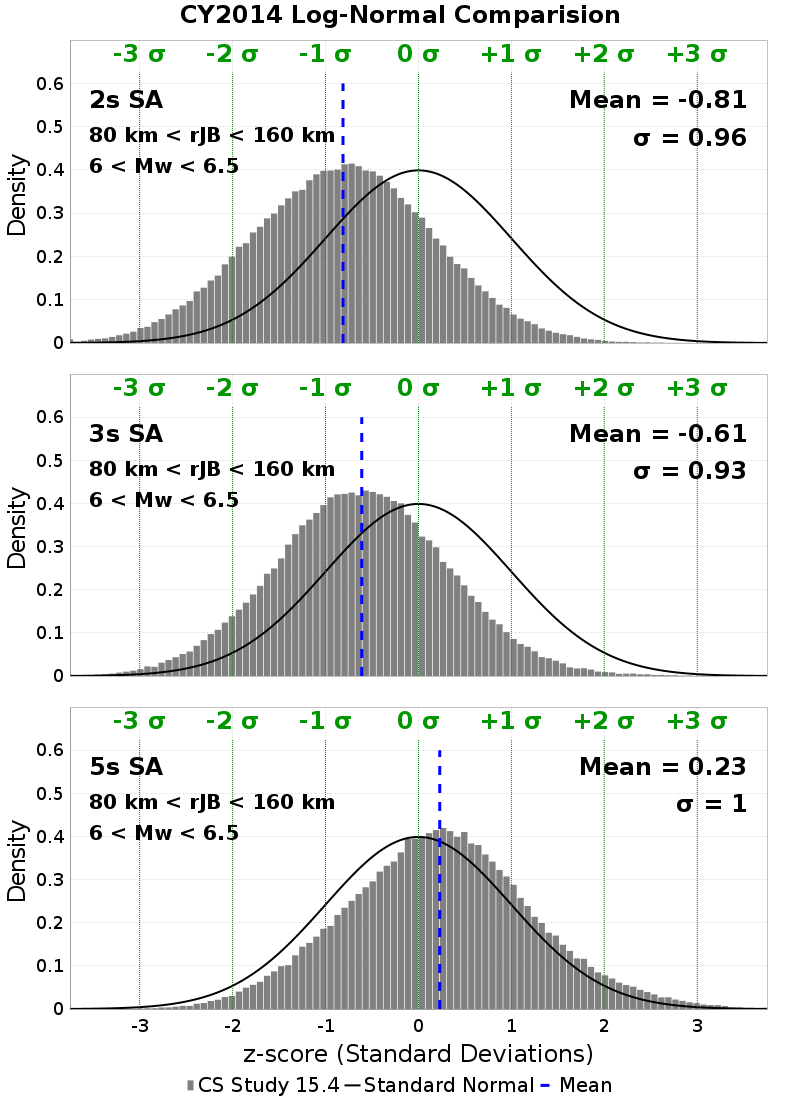 CY2014 Log-Normal Comparision
-3 σ -2 σ -1 σ 0 σ +1 σ +2 σ +3 σ
0.6
2s SA Mean = -0.81
0.5
80 km < rJB < 160 km σ = 0.96
0.4
6 < Mw < 6.5
Density
0.3
0.2
0.1
0
-3 σ -2 σ -1 σ 0 σ +1 σ +2 σ +3 σ
0.6
3s SA Mean = -0.61
0.5
80 km < rJB < 160 km σ = 0.93
0.4
6 < Mw < 6.5
Density
0.3
0.2
0.1
0
-3 σ -2 σ -1 σ 0 σ +1 σ +2 σ +3 σ
0.6
5s SA Mean = 0.23
0.5
80 km < rJB < 160 km σ = 1
0.4
6 < Mw < 6.5
Density
0.3
0.2
0.1
0
-3 -2 -1 0 1 2 3
z-score (Standard Deviations)
CS Study 15.4 Standard Normal Mean